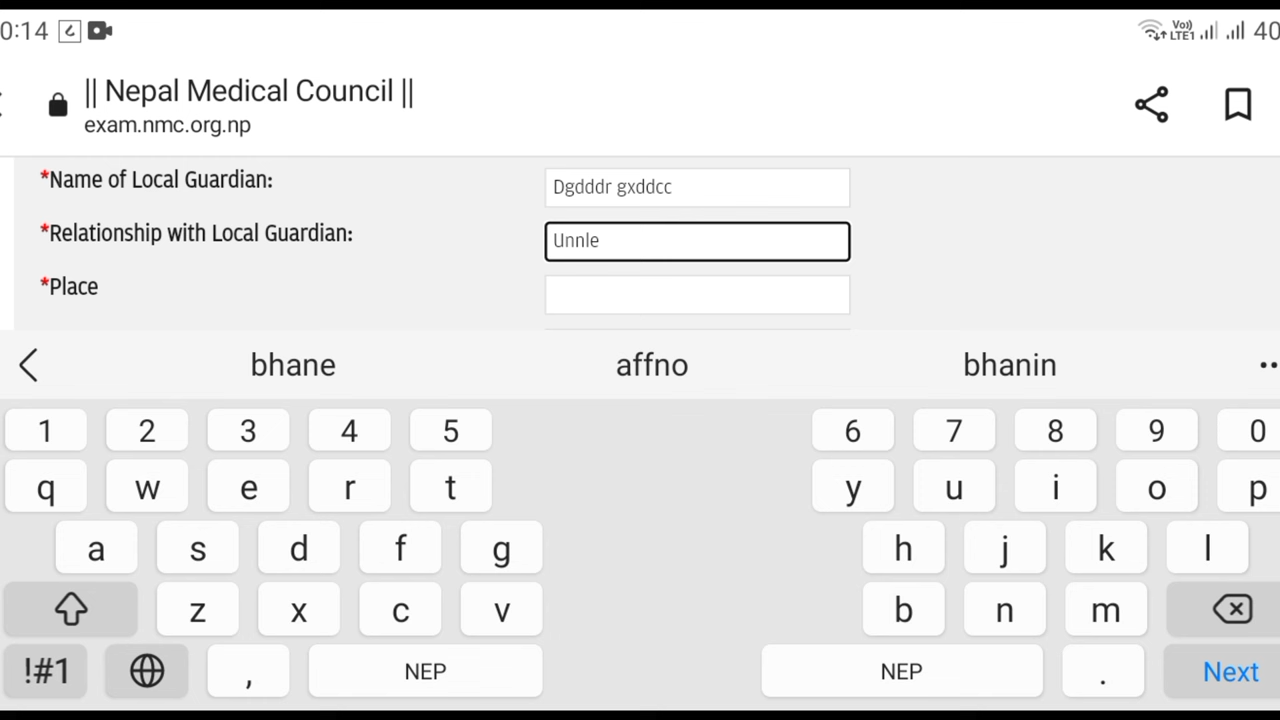 0:14 Vo)) LTE1 40
|| Nepal Medical Council ||
exam.nmc.org.np
*Name of Local Guardian: Dgdddr gxddcc
*Relationship with Local Guardian: Unnle
*Place
bhane affno bhanin
1 2 3 4 5 6 7 8 9 0
q w e r t y u i o p
a s d f g h j k l
z x c v b n m
!#1 , NEP NEP . Next